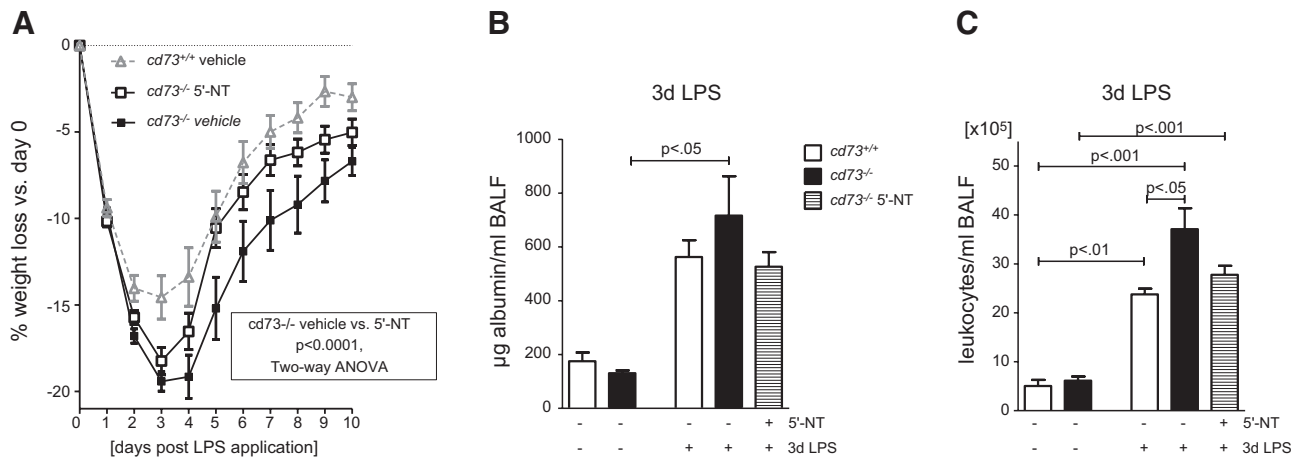 A
0
-5
-10
-15
-20
% weight loss vs. day 0
cd73+/+ vehicle
cd73-/- 5'-NT
cd73-/- vehicle
cd73-/- vehicle vs. 5'-NT
p<0.0001,
Two-way ANOVA
0 1 2 3 4 5 6 7 8 9 10
[days post LPS application]
B
3d LPS
µg albumin/ml BALF
1000
800
600
400
200
0
p<.05
cd73+/+
cd73-/-
cd73-/- 5'-NT
- - - - + 5'-NT
- - + + + 3d LPS
C
3d LPS
[x10⁵]
leukocytes/ml BALF
50
40
30
20
10
0
p<.001
p<.001
p<.05
p<.01
- - - - + 5'-NT
- - + + + 3d LPS